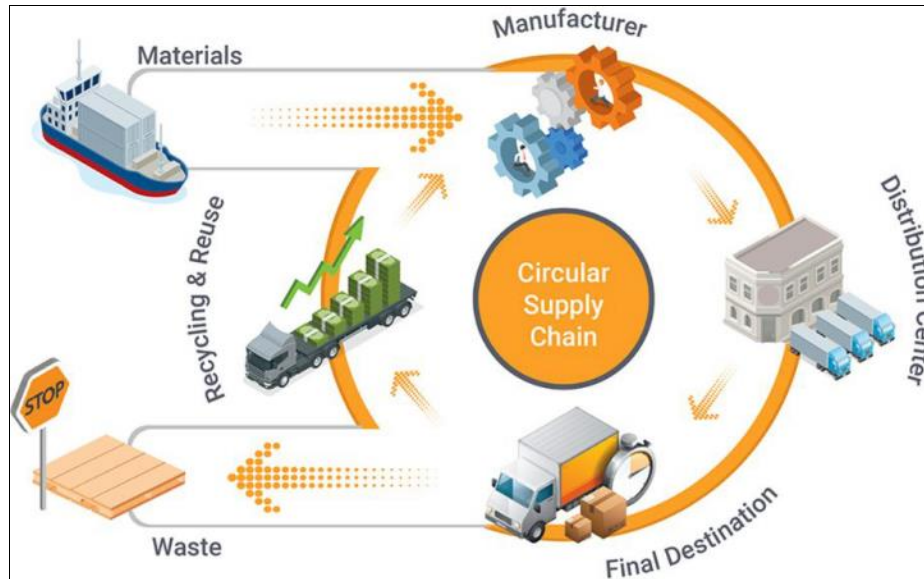 Materials
Manufacturer
Distribution Center
Recycling & Reuse
Circular
Supply
Chain
STOP
Waste
Final Destination